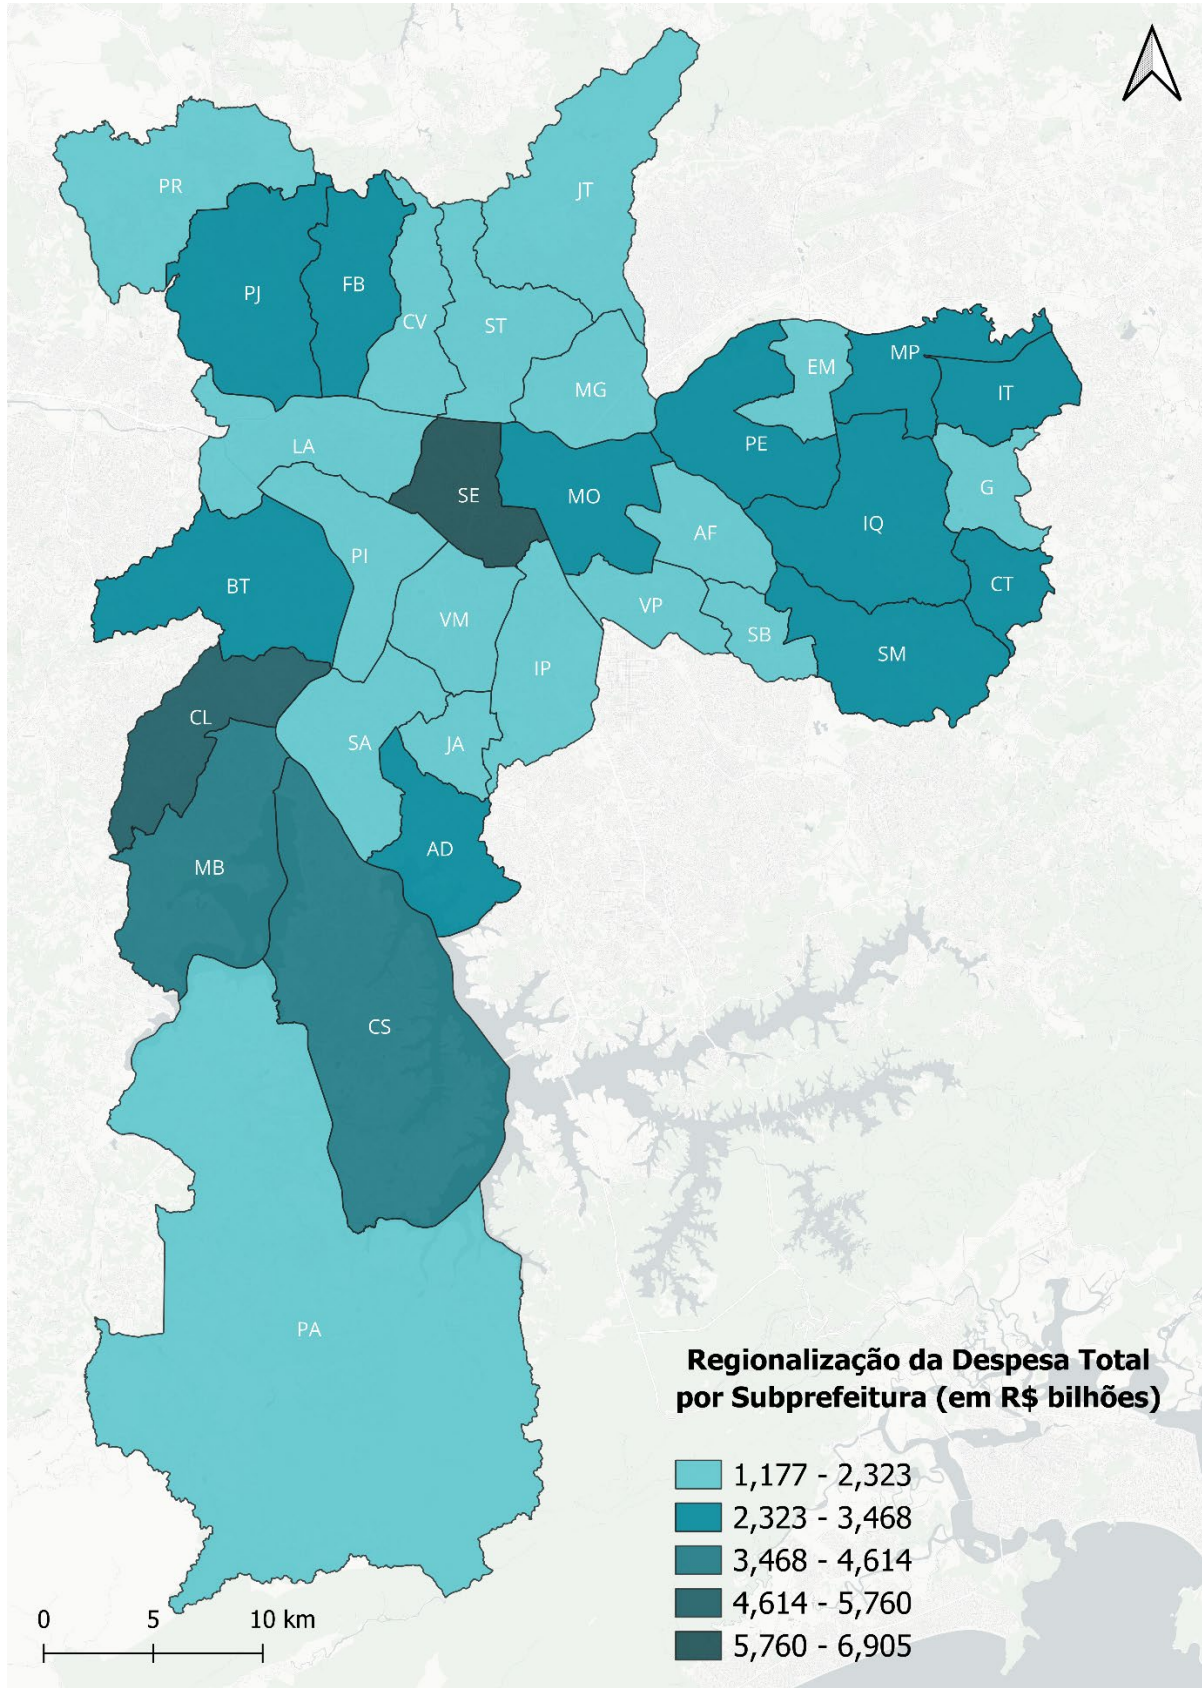 JT
PR
PJ
FB
CV
ST
MG
EM
MP
IT
PE
LA
SE
MO
G
IQ
AF
PI
BT
CT
VP
VM
SB
SM
IP
CL
SA
JA
AD
MB
CS
PA
Regionalização da Despesa Total
por Subprefeitura (em R$ bilhões)
1,177 - 2,323
2,323 - 3,468
3,468 - 4,614
4,614 - 5,760
5,760 - 6,905
0 5 10 km